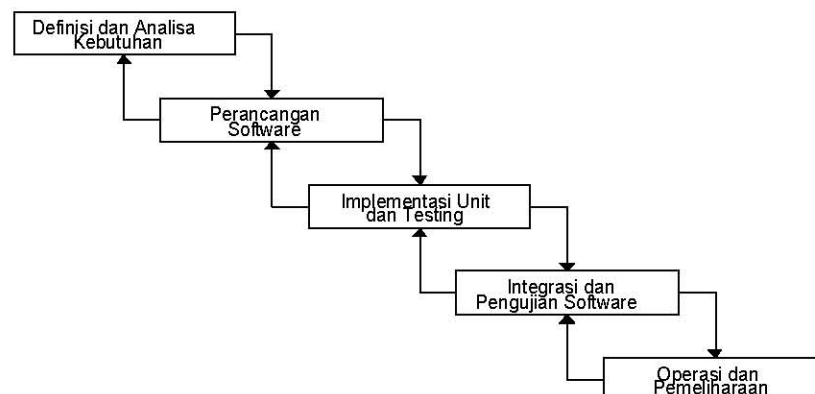 Definisi dan Analisa
Kebutuhan
Perancangan
Software
Implementasi Unit
dan Testing
Integrasi dan
Pengujian Software
Operasi dan
Pemeliharaan